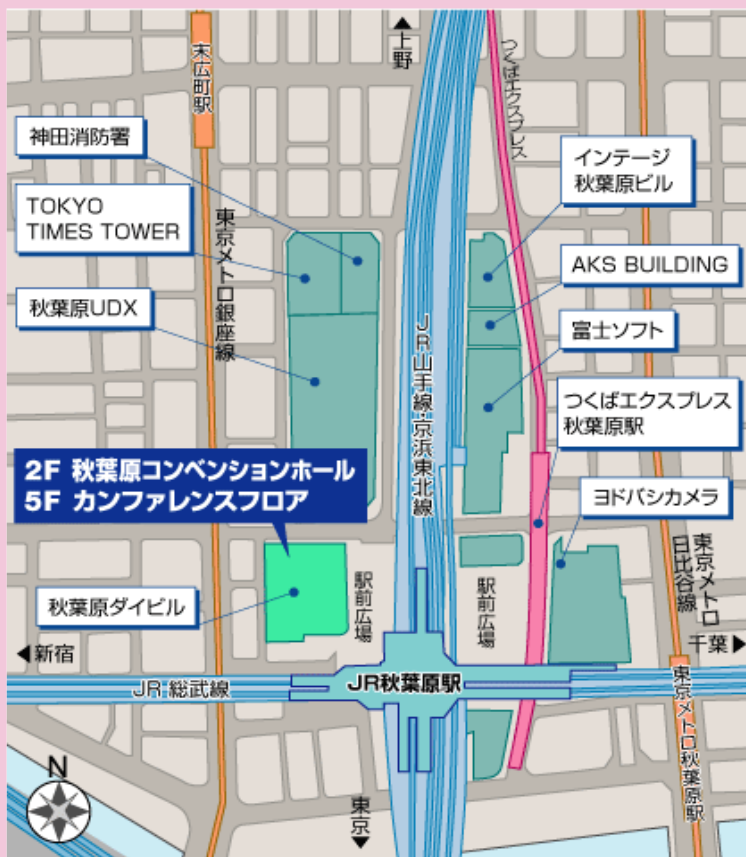 ▲上野
末広町駅
つくばエクスプレス
神田消防署
インテージ
秋葉原ビル
TOKYO
TIMES TOWER
東京メトロ銀座線
AKS BUILDING
秋葉原UDX
JR山手線・京浜東北線
富士ソフト
つくばエクスプレス
秋葉原駅
2F 秋葉原コンベンションホール
5F カンファレンスフロア
ヨドバシカメラ
東京メトロ
日比谷線
秋葉原ダイビル
駅前広場
駅前広場
◀新宿
千葉▶
JR 総武線
JR秋葉原駅
東京メトロ秋葉原駅
N
東京▼